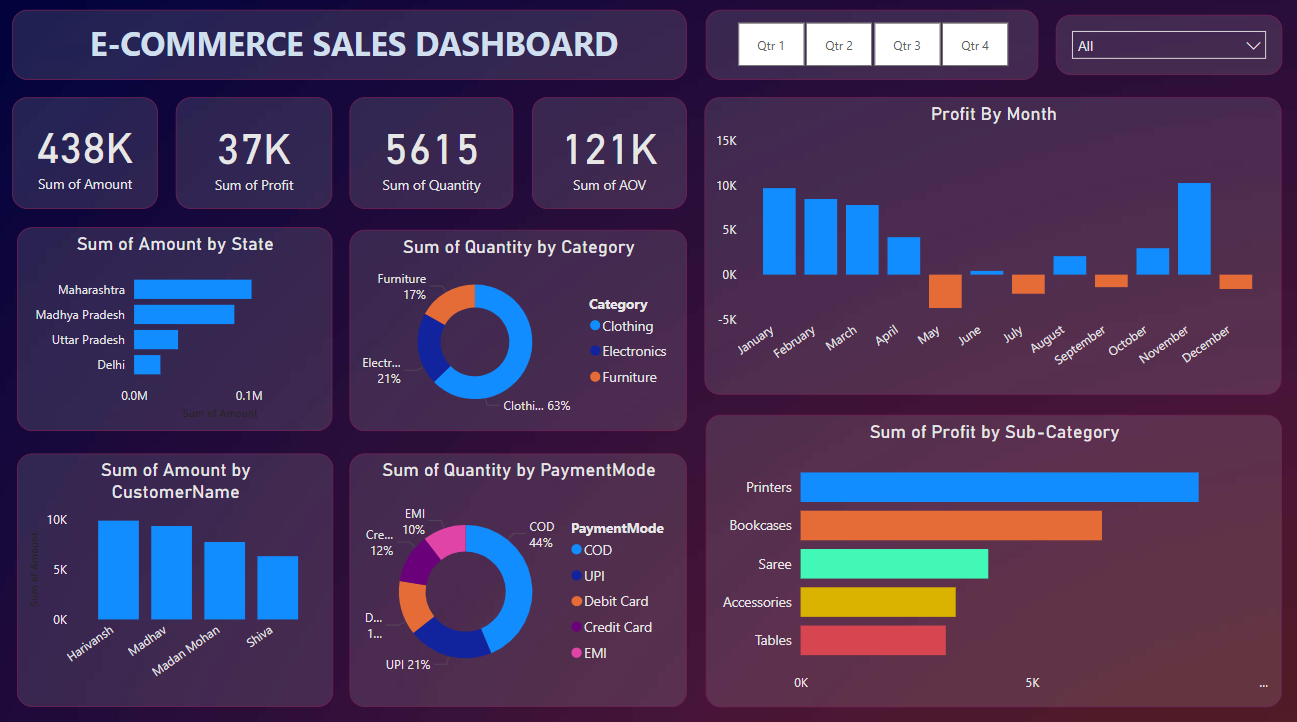 E-COMMERCE SALES DASHBOARD
Qtr 1
Qtr 2
Qtr 3
Qtr 4
All
438K
Sum of Amount
37K
Sum of Profit
5615
Sum of Quantity
121K
Sum of AOV
Profit By Month
15K
10K
5K
0K
-5K
January
February
March
April
May
June
July
August
September
October
November
December
Sum of Amount by State
Maharashtra
Madhya Pradesh
Uttar Pradesh
Delhi
0.0M
0.1M
Sum of Amount
Sum of Quantity by Category
Furniture
17%
Electr...
21%
Clothi... 63%
Category
Clothing
Electronics
Furniture
Sum of Amount by
CustomerName
Sum of Amount
10K
5K
0K
Harivansh
Madhav
Madan Mohan
Shiva
Sum of Quantity by PaymentMode
EMI
10%
Cre...
12%
D...
1...
UPI 21%
COD
44%
PaymentMode
COD
UPI
Debit Card
Credit Card
EMI
Sum of Profit by Sub-Category
Printers
Bookcases
Saree
Accessories
Tables
0K
5K
...